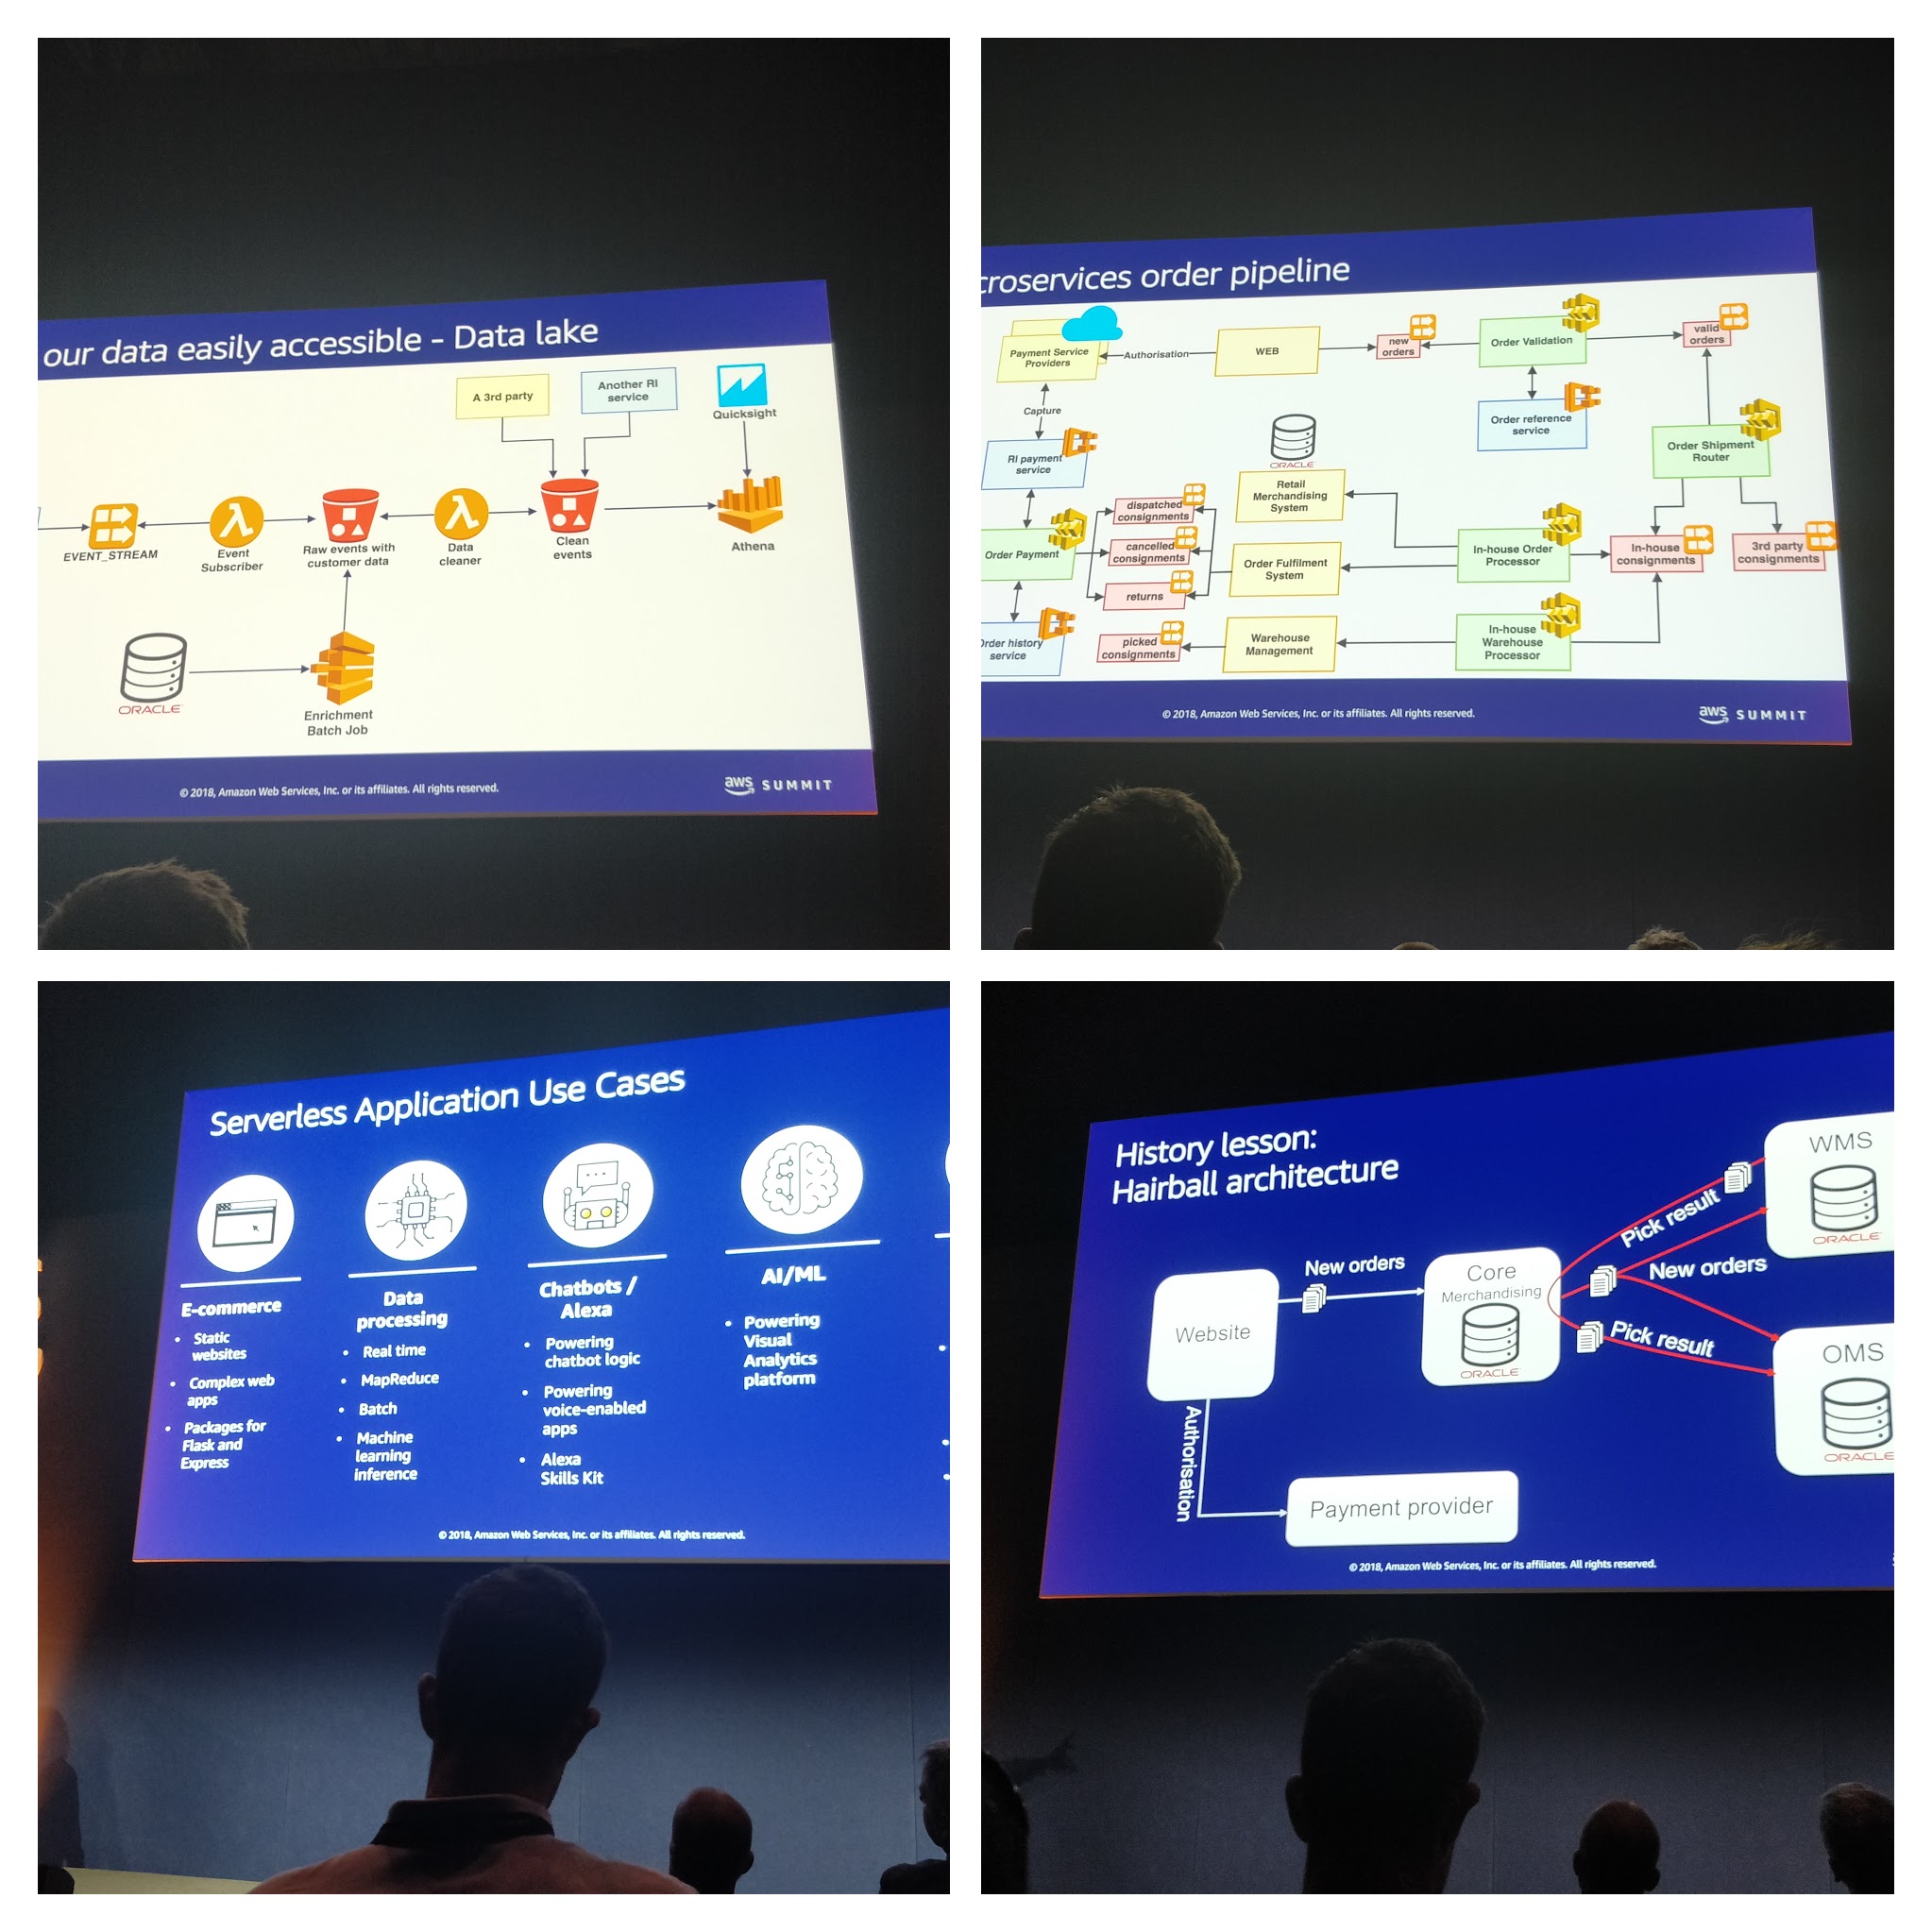 our data easily accessible - Data lake
A 3rd party
Another RI
service
Quicksight
EVENT_STREAM
Event
Subscriber
Raw events with
customer data
Data
cleaner
Clean
events
Athena
ORACLE
Enrichment
Batch Job
© 2018, Amazon Web Services, Inc. or its affiliates. All rights reserved.
aws SUMMIT
croservices order pipeline
Payment Service
Providers
Authorisation
WEB
new
orders
Order Validation
valid
orders
Capture
Order reference
service
RI payment
service
ORACLE
Order Shipment
Router
Retail
Merchandising
System
dispatched
consignments
cancelled
consignments
returns
Order Payment
Order Fulfilment
System
In-house Order
Processor
In-house
consignments
3rd party
consignments
Order history
service
picked
consignments
Warehouse
Management
In-house
Warehouse
Processor
© 2018, Amazon Web Services, Inc. or its affiliates. All rights reserved.
aws SUMMIT
Serverless Application Use Cases
E-commerce
• Static
websites
• Complex web
apps
• Packages for
Flask and
Express
Data
processing
• Real time
• MapReduce
• Batch
• Machine
learning
inference
Chatbots /
Alexa
• Powering
chatbot logic
• Powering
voice-enabled
apps
• Alexa
Skills Kit
AI/ML
• Powering
Visual
Analytics
platform
© 2018, Amazon Web Services, Inc. or its affiliates. All rights reserved.
History lesson:
Hairball architecture
WMS
ORACLE
Pick result
New orders
New orders
Core
Merchandising
ORACLE
Website
Pick result
OMS
ORACLE
Authorisation
Payment provider
© 2018, Amazon Web Services, Inc. or its affiliates. All rights reserved.